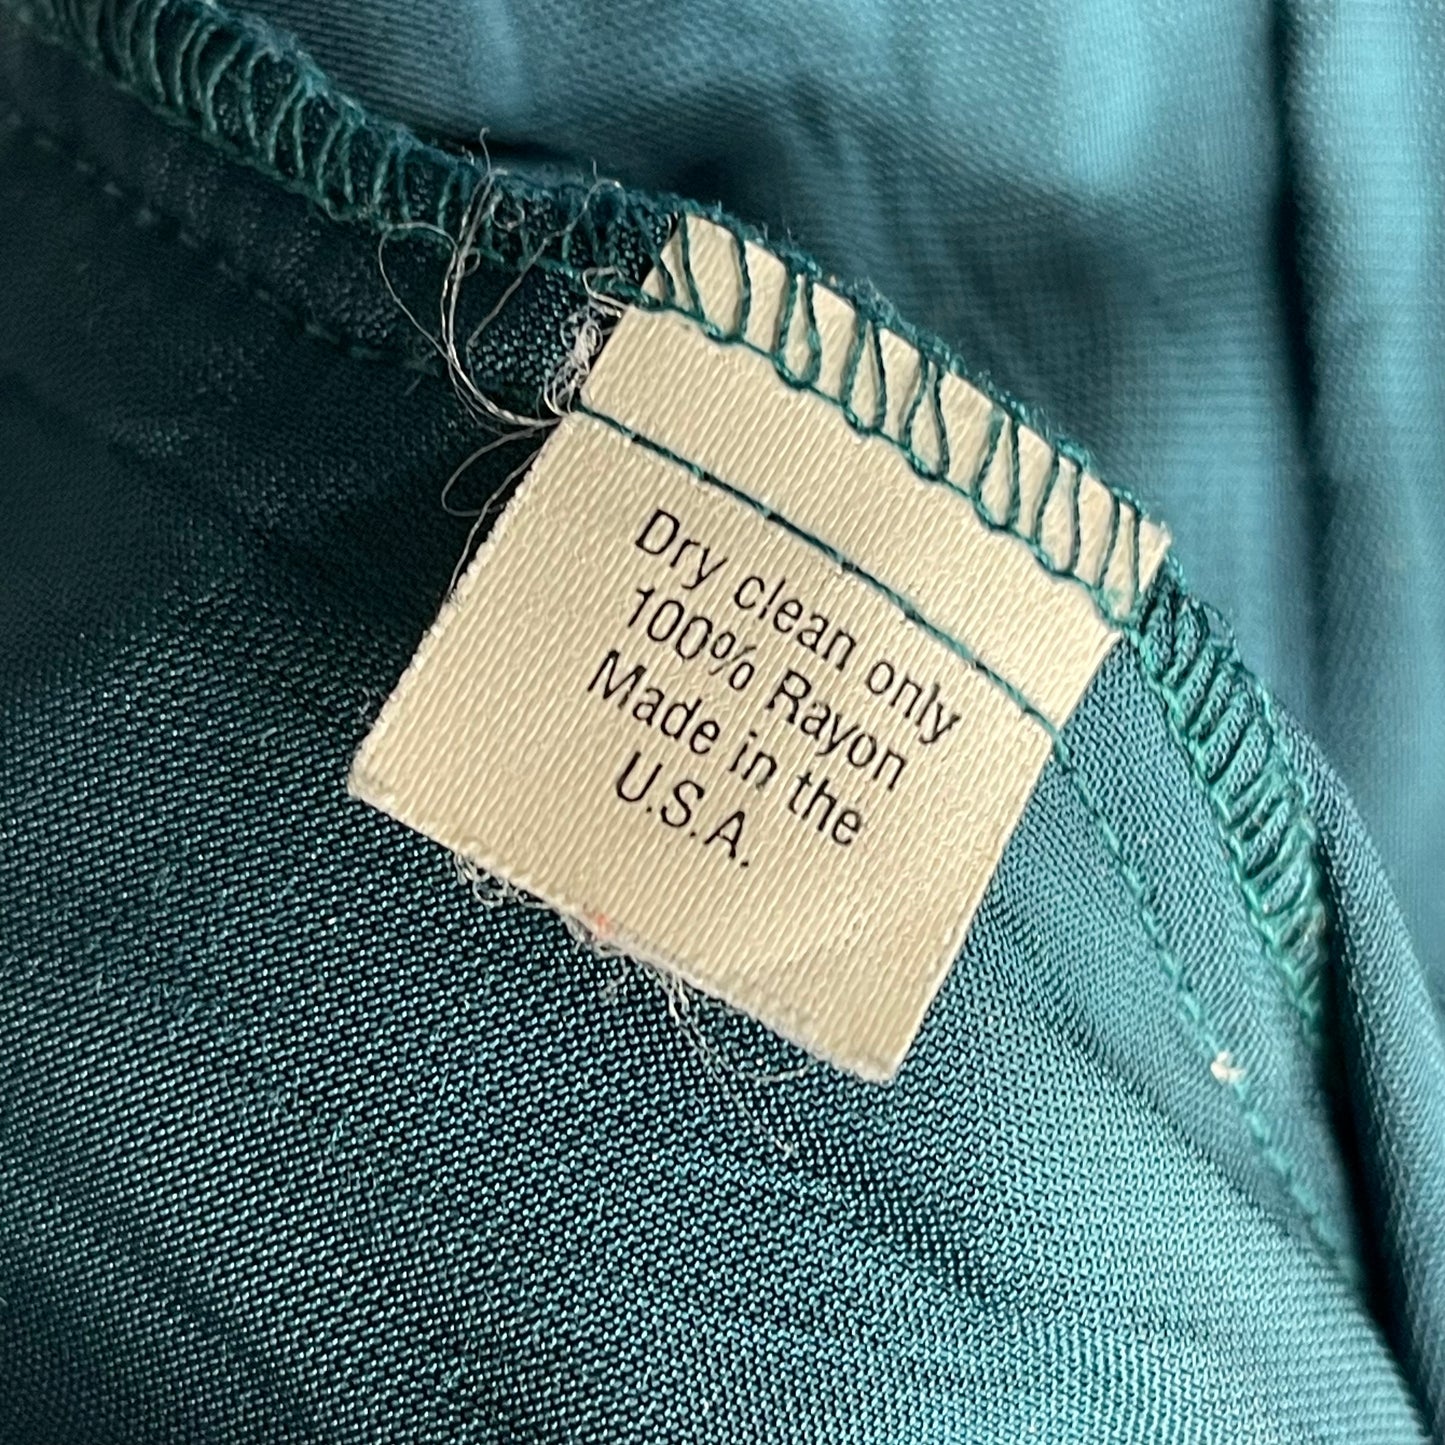 Dry clean only
100% Rayon
Made in the
U.S.A.